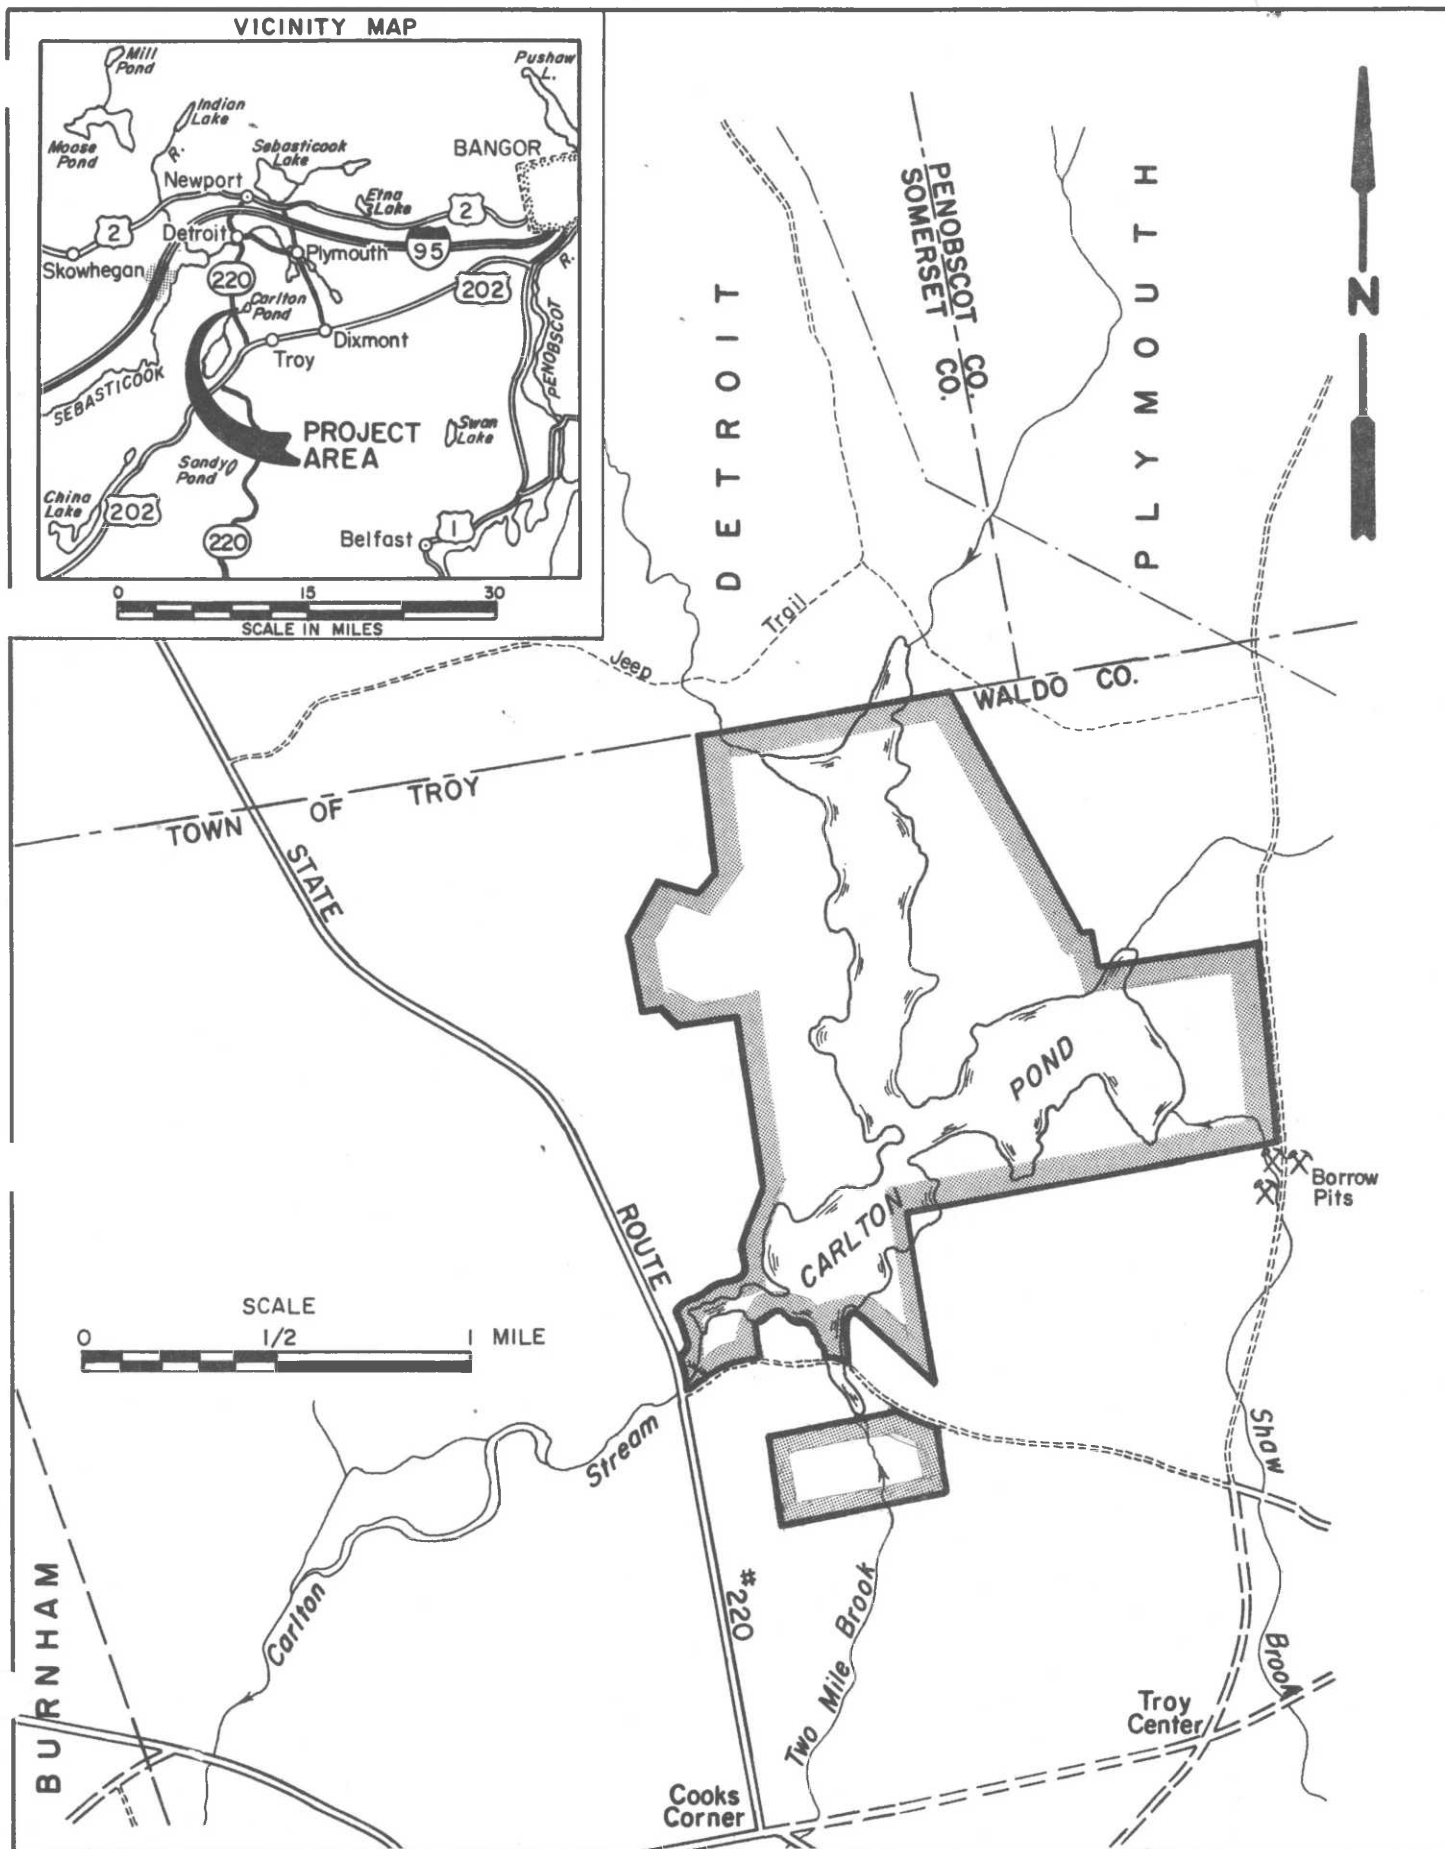 VICINITY MAP
Mill
Pond
Pushaw
L.
Indian
Lake
Moose
Pond
R.
Sebasticook
Lake
BANGOR
Newport
Etna
Lake
2
2
Detroit
Plymouth
95
R.
Skowhegan
220
202
Carlton
Pond
Dixmont
Troy
PENOBSCOT
SEBASTICOOK
PROJECT
AREA
Swan
Lake
Sandy
Pond
China
Lake
202
220
Belfast
1
0 15 30
SCALE IN MILES
PENOBSCOT CO.
SOMERSET CO.
DETROIT
PLYMOUTH
N
Jeep Trail
WALDO CO.
TOWN OF TROY
STATE ROUTE #220
CARLTON POND
Borrow
Pits
SCALE
0 1/2 1 MILE
Carlton Stream
Shaw Brook
Two Mile Brook
BURNHAM
Troy
Center
Cooks
Corner